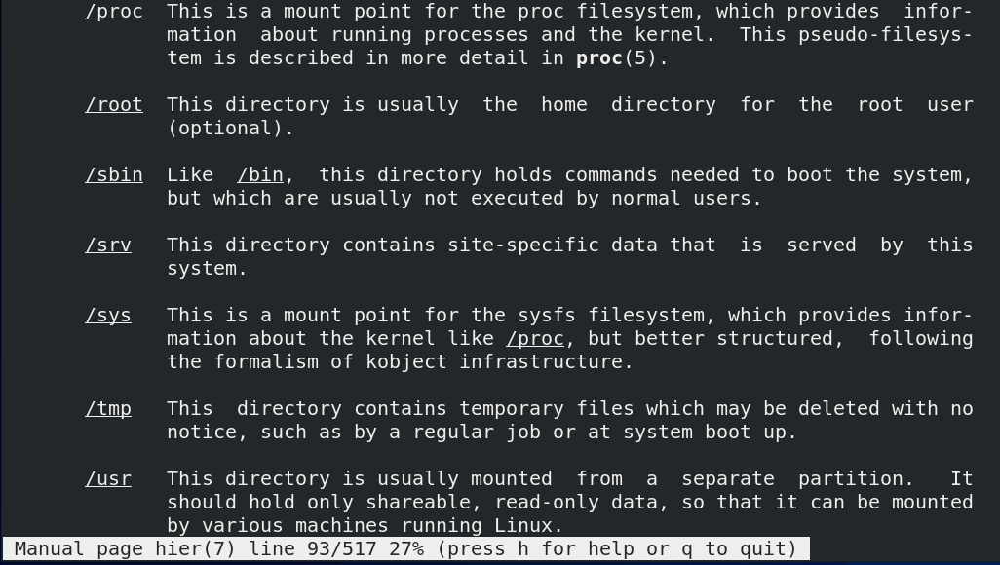 /proc  This is a mount point for the proc filesystem, which provides  infor-
mation  about running processes and the kernel.  This pseudo-filesys-
tem is described in more detail in proc(5).
/root  This directory is usually  the  home  directory  for  the  root  user
(optional).
/sbin  Like  /bin,  this directory holds commands needed to boot the system,
but which are usually not executed by normal users.
/srv   This directory contains site-specific data that  is  served  by  this
system.
/sys   This is a mount point for the sysfs filesystem, which provides infor-
mation about the kernel like /proc, but better structured,  following
the formalism of kobject infrastructure.
/tmp   This  directory contains temporary files which may be deleted with no
notice, such as by a regular job or at system boot up.
/usr   This directory is usually mounted  from  a  separate  partition.   It
should hold only shareable, read-only data, so that it can be mounted
by various machines running Linux.
Manual page hier(7) line 93/517 27% (press h for help or q to quit)